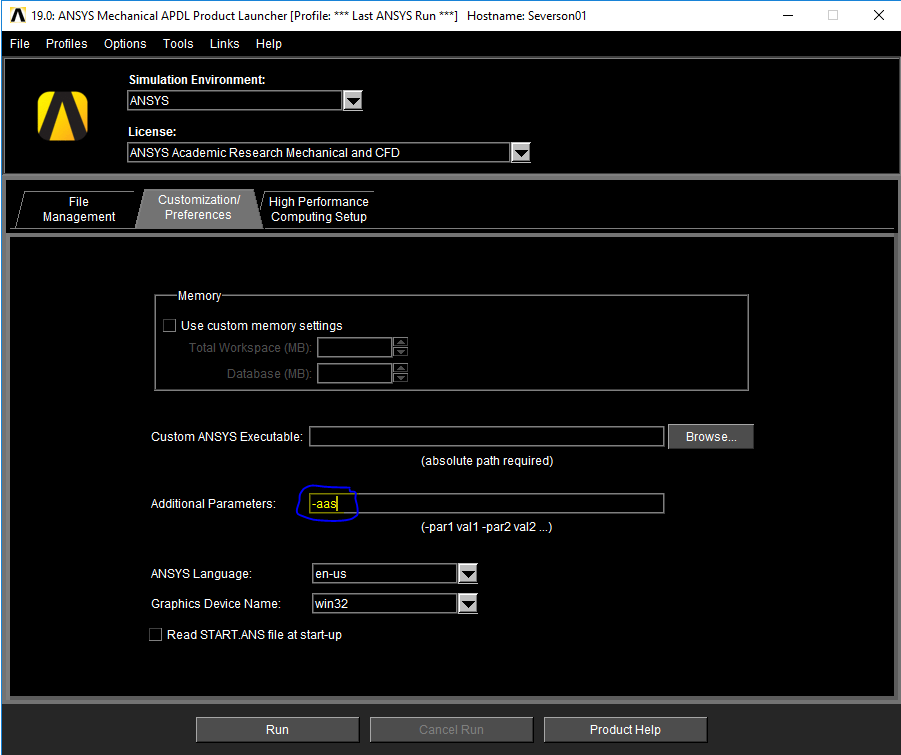 19.0: ANSYS Mechanical APDL Product Launcher [Profile: *** Last ANSYS Run ***] Hostname: Severson01
File Profiles Options Tools Links Help
Simulation Environment:
ANSYS
License:
ANSYS Academic Research Mechanical and CFD
File Management
Customization/ Preferences
High Performance Computing Setup
Memory
Use custom memory settings
Total Workspace (MB):
Database (MB):
Custom ANSYS Executable: Browse...
(absolute path required)
Additional Parameters: -aas
(-par1 val1 -par2 val2 ...)
ANSYS Language: en-us
Graphics Device Name: win32
Read START.ANS file at start-up
Run Cancel Run Product Help